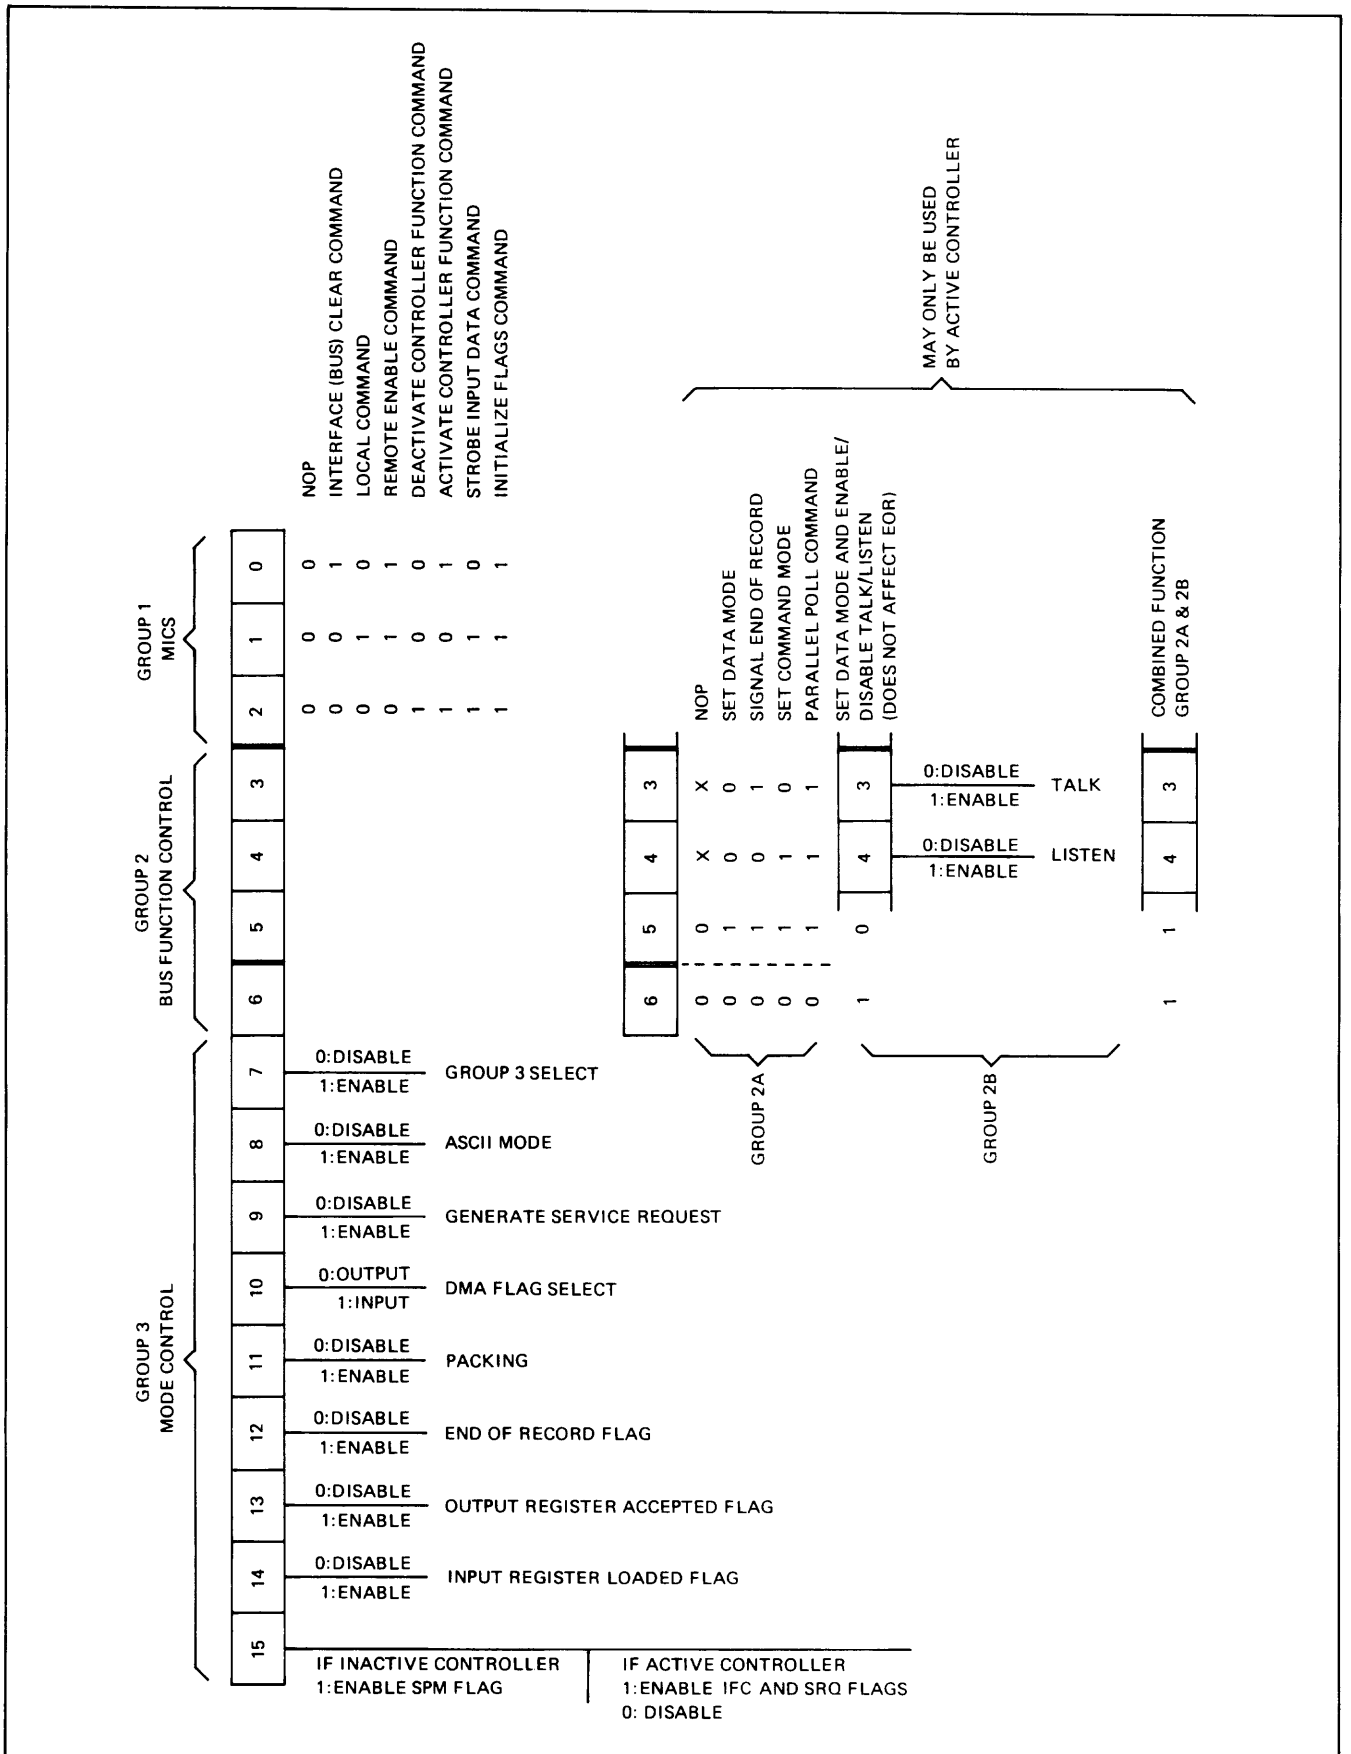 GROUP 1
MICS
GROUP 2
BUS FUNCTION CONTROL
GROUP 3
MODE CONTROL
15 14 13 12 11 10 9 8 7 6 5 4 3 2 1 0
0 0 0 NOP
0 0 1 INTERFACE (BUS) CLEAR COMMAND
0 1 0 LOCAL COMMAND
0 1 1 REMOTE ENABLE COMMAND
1 0 0 DEACTIVATE CONTROLLER FUNCTION COMMAND
1 0 1 ACTIVATE CONTROLLER FUNCTION COMMAND
1 1 0 STROBE INPUT DATA COMMAND
1 1 1 INITIALIZE FLAGS COMMAND
6 5 4 3
GROUP 2A
0 0 X X NOP
0 1 0 0 SET DATA MODE
0 1 0 1 SIGNAL END OF RECORD
0 1 1 0 SET COMMAND MODE
0 1 1 1 PARALLEL POLL COMMAND
GROUP 2B
1 0 4 3 SET DATA MODE AND ENABLE/
DISABLE TALK/LISTEN
(DOES NOT AFFECT EOR)
0:DISABLE
1:ENABLE
TALK
0:DISABLE
1:ENABLE
LISTEN
1 1 4 3 COMBINED FUNCTION
GROUP 2A & 2B
MAY ONLY BE USED
BY ACTIVE CONTROLLER
0:DISABLE
1:ENABLE
GROUP 3 SELECT
0:DISABLE
1:ENABLE
ASCII MODE
0:DISABLE
1:ENABLE
GENERATE SERVICE REQUEST
0:OUTPUT
1:INPUT
DMA FLAG SELECT
0:DISABLE
1:ENABLE
PACKING
0:DISABLE
1:ENABLE
END OF RECORD FLAG
0:DISABLE
1:ENABLE
OUTPUT REGISTER ACCEPTED FLAG
0:DISABLE
1:ENABLE
INPUT REGISTER LOADED FLAG
IF INACTIVE CONTROLLER
1:ENABLE SPM FLAG
IF ACTIVE CONTROLLER
1:ENABLE IFC AND SRQ FLAGS
0: DISABLE